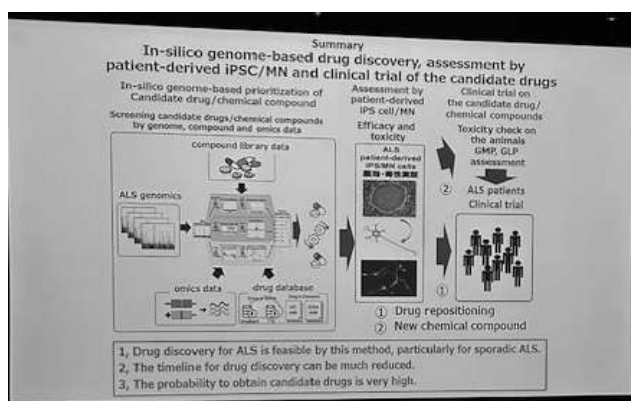 Summary
In-silico genome-based drug discovery, assessment by
patient-derived iPSC/MN and clinical trial of the candidate drugs
In-silico genome-based prioritization of
Candidate drug/chemical compound
Screening candidate drugs/chemical compounds
by genome, compound and omics data
compound library data
ALS genomics
omics data
drug database
Assessment by
patient-derived
IPS cell/MN
Efficacy and
toxicity
ALS
patient-derived
IPS/MN cells
Clinical trial on
the candidate drug/
chemical compounds
Toxicity check on
the animals
GMP, GLP
assessment
②
ALS patients
Clinical trial
①
① Drug repositioning
② New chemical compound
1, Drug discovery for ALS is feasible by this method, particularly for sporadic ALS.
2, The timeline for drug discovery can be much reduced.
3, The probability to obtain candidate drugs is very high.